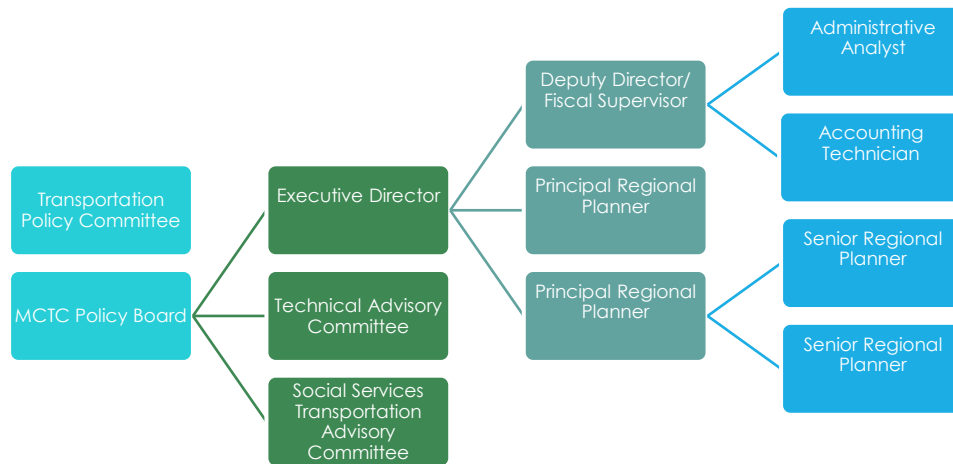 Transportation
Policy Committee
MCTC Policy Board
Executive Director
Technical Advisory
Committee
Social Services
Transportation
Advisory
Committee
Deputy Director/
Fiscal Supervisor
Principal Regional
Planner
Principal Regional
Planner
Administrative
Analyst
Accounting
Technician
Senior Regional
Planner
Senior Regional
Planner